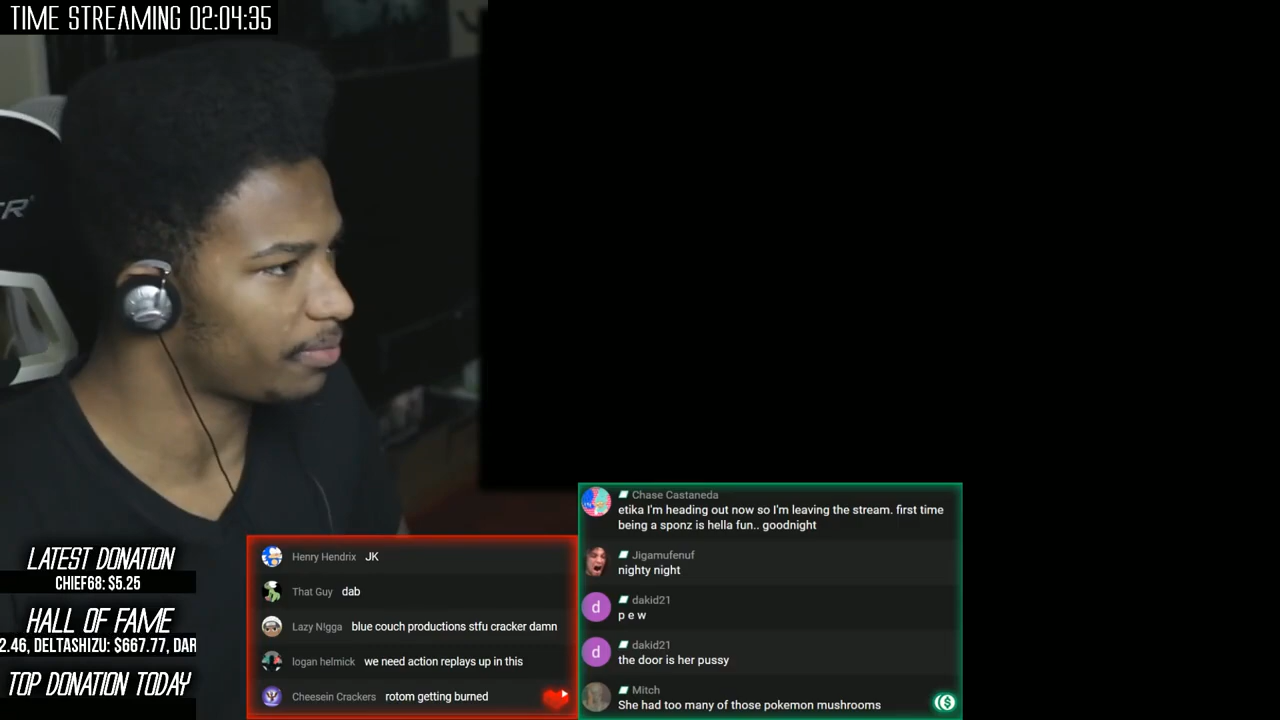 TIME STREAMING 02:04:35
LATEST DONATION
CHIEF68: $5.25
HALL OF FAME
2.46, DELTASHIZU: $667.77, DAR
TOP DONATION TODAY
Henry Hendrix JK
That Guy dab
Lazy N!gga blue couch productions stfu cracker damn
logan helmick we need action replays up in this
Cheesein Crackers rotom getting burned
Chase Castaneda
etika I'm heading out now so I'm leaving the stream. first time
being a sponz is hella fun.. goodnight
Jigamufenuf
nighty night
d dakid21
p e w
d dakid21
the door is her pussy
Mitch
She had too many of those pokemon mushrooms